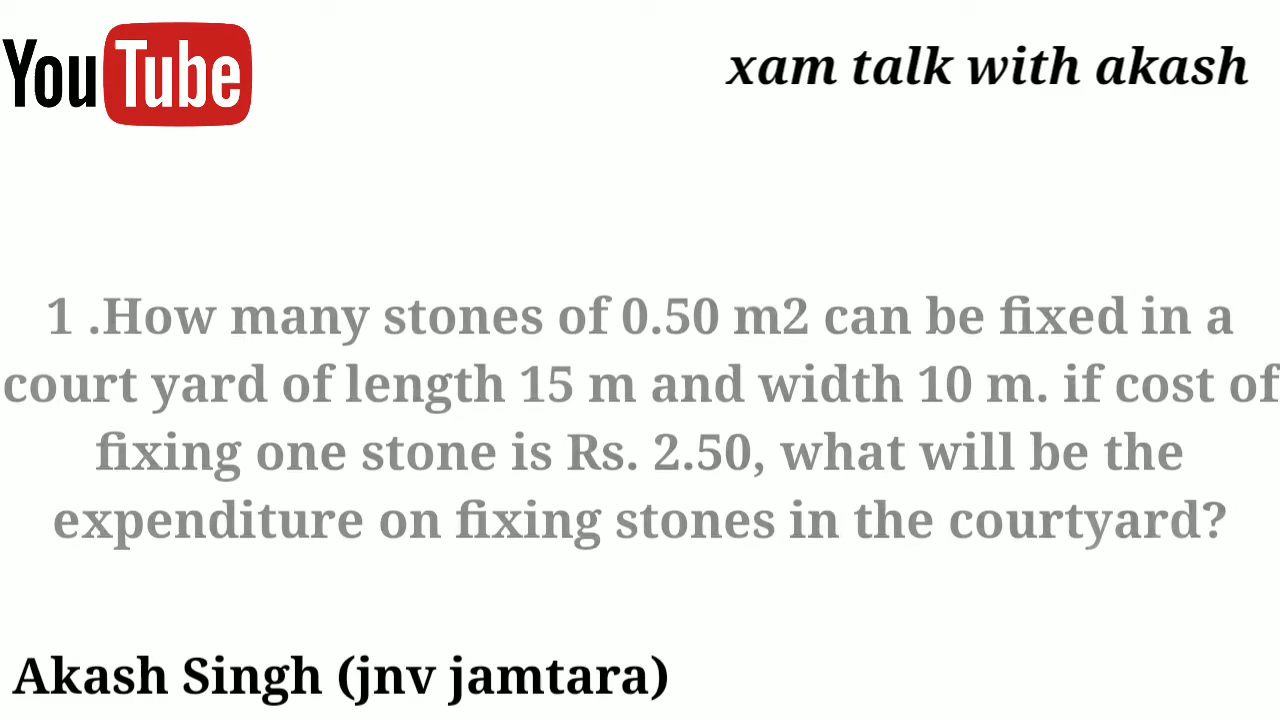 YouTube
xam talk with akash
1 .How many stones of 0.50 m2 can be fixed in a
court yard of length 15 m and width 10 m. if cost of
fixing one stone is Rs. 2.50, what will be the
expenditure on fixing stones in the courtyard?
Akash Singh (jnv jamtara)